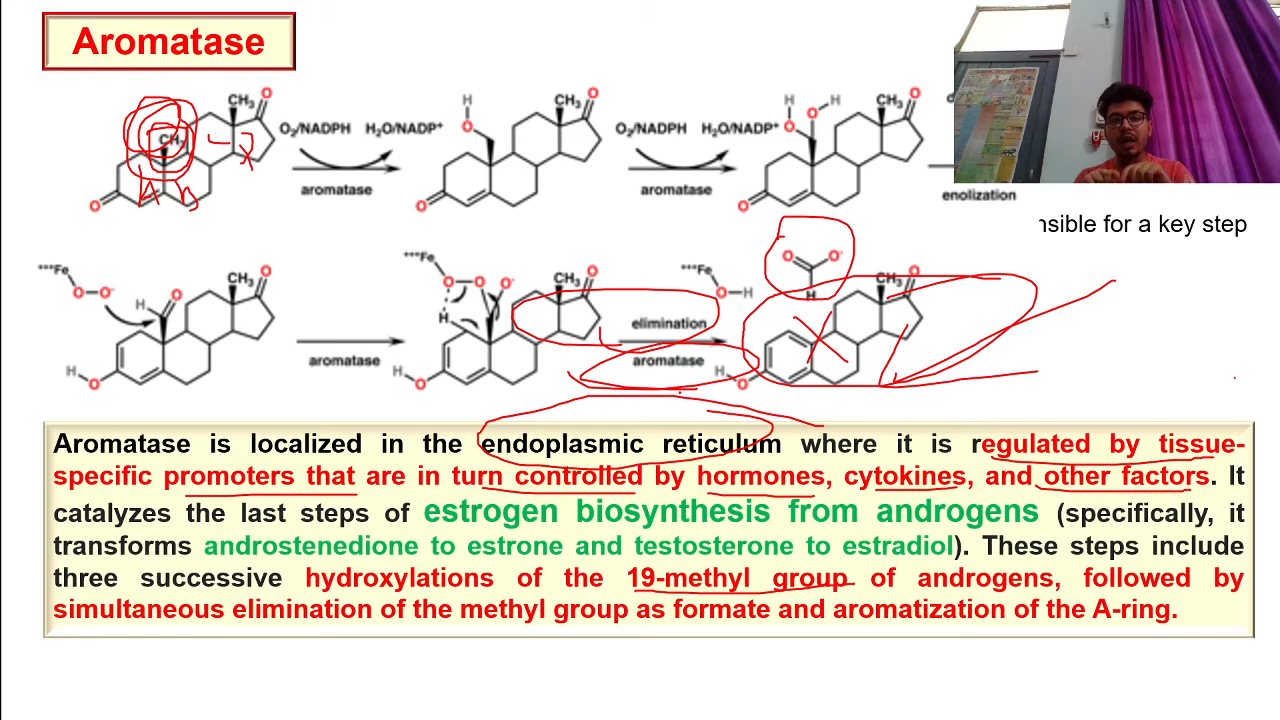 Aromatase
CH₃ O CH₃ O CH₃ O
H H O H
O₂/NADPH H₂O/NADP⁺ O O₂/NADPH H₂O/NADP⁺ O
CH₃
aromatase aromatase
A B
O O O
enolization
nsible for a key step
***Fe ***Fe O O O⁻ CH₃ O ***Fe O O⁻ CH₃ O
O—O⁻ H O CH₃ O O—H H
H elimination
aromatase aromatase
H O H O H O
Aromatase is localized in the endoplasmic reticulum where it is regulated by tissue-
specific promoters that are in turn controlled by hormones, cytokines, and other factors. It
catalyzes the last steps of estrogen biosynthesis from androgens (specifically, it
transforms androstenedione to estrone and testosterone to estradiol). These steps include
three successive hydroxylations of the 19-methyl group of androgens, followed by
simultaneous elimination of the methyl group as formate and aromatization of the A-ring.